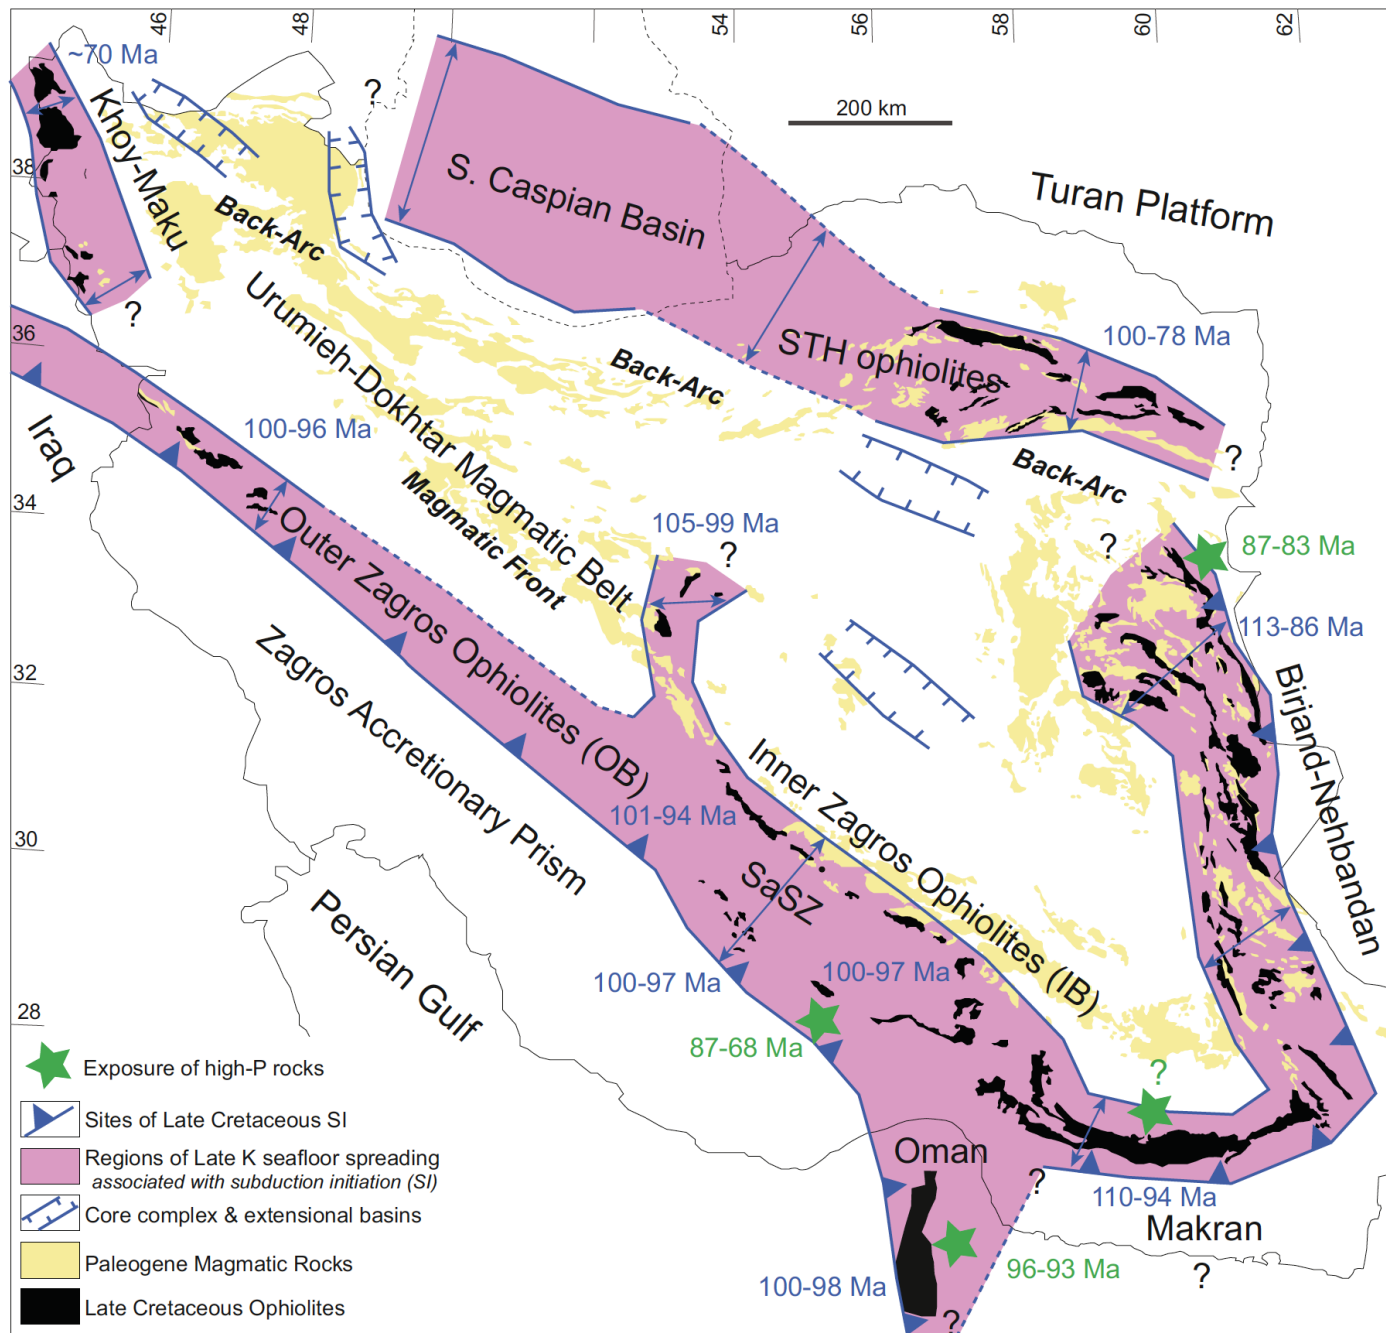 46
48
54
56
58
60
62
~70 Ma
?
200 km
Khoy-Maku
38
S. Caspian Basin
Turan Platform
Back-Arc
?
Urumieh-Dokhtar Magmatic Belt
36
STH ophiolites
100-78 Ma
Back-Arc
Iraq
100-96 Ma
?
Back-Arc
Magmatic Front
34
Outer Zagros Ophiolites (OB)
105-99 Ma
?
?
87-83 Ma
113-86 Ma
Zagros Accretionary Prism
32
Birjand-Nehbandan
Inner Zagros Ophiolites (IB)
101-94 Ma
30
SaSZ
Persian Gulf
100-97 Ma
100-97 Ma
28
87-68 Ma
?
Oman
?
110-94 Ma
Makran
96-93 Ma
?
100-98 Ma
?
Exposure of high-P rocks
Sites of Late Cretaceous SI
Regions of Late K seafloor spreading
associated with subduction initiation (SI)
Core complex & extensional basins
Paleogene Magmatic Rocks
Late Cretaceous Ophiolites